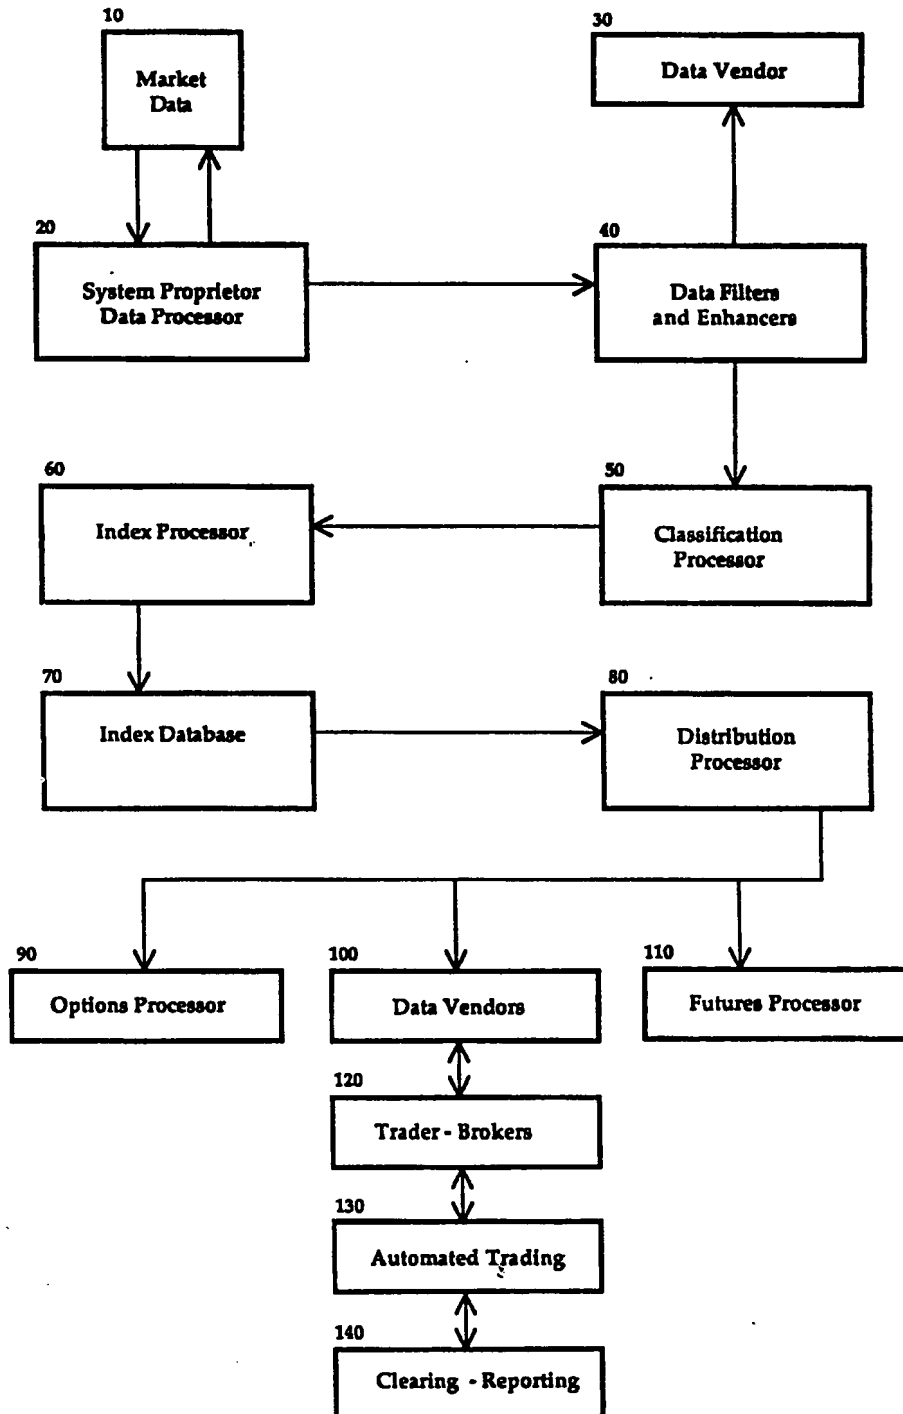 10
Market
Data
30
Data Vendor
20
System Proprietor
Data Processor
40
Data Filters
and Enhancers
60
Index Processor
50
Classification
Processor
70
Index Database
80
Distribution
Processor
90
Options Processor
100
Data Vendors
110
Futures Processor
120
Trader - Brokers
130
Automated Trading
140
Clearing - Reporting